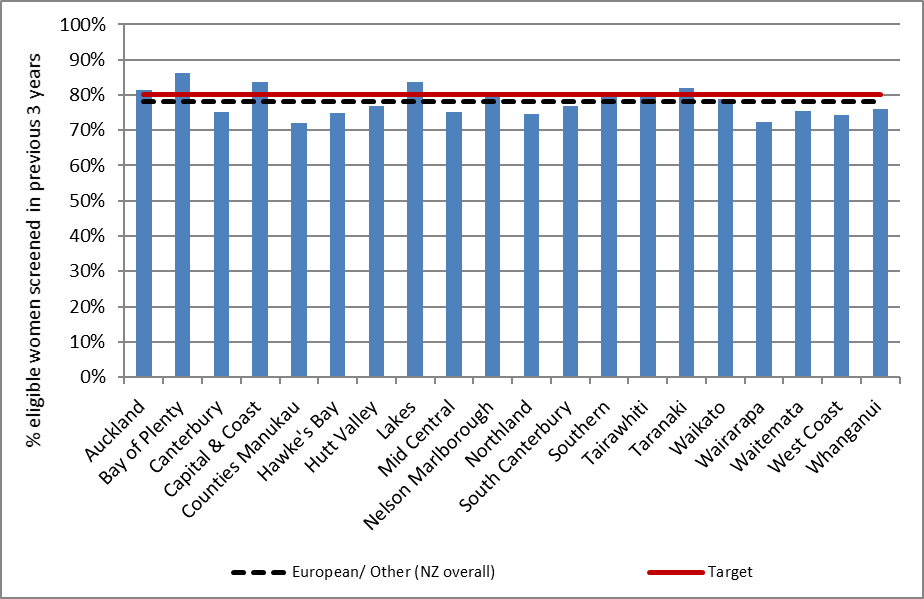 % eligible women screened in previous 3 years
100%
90%
80%
70%
60%
50%
40%
30%
20%
10%
0%
Auckland
Bay of Plenty
Canterbury
Capital & Coast
Counties Manukau
Hawke's Bay
Hutt Valley
Lakes
Mid Central
Nelson Marlborough
Northland
South Canterbury
Southern
Tairawhiti
Taranaki
Waikato
Wairarapa
Waitemata
West Coast
Whanganui
European/ Other (NZ overall)
Target